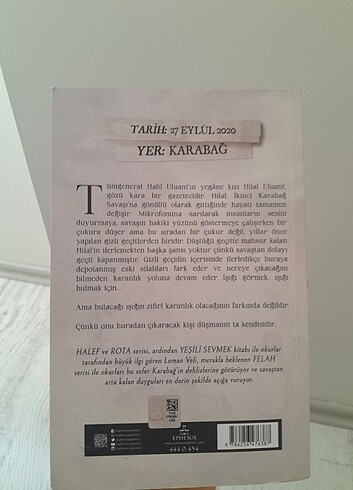 TARİH: 27 EYLÜL 2020
YER: KARABAĞ
Tümgeneral Halil Uluant'ın yegâne kızı Hilal Uluant,
gözü kara bir gazetecidir. Hilal, İkinci Karabağ
Savaşı'na gönüllü olarak gittiğinde hayatı tamamen
değişir. Mikrofonuna sarılarak insanların sesini
duyurmaya, savaşın hakiki yüzünü göstermeye çalışırken bir
çukura düşer ama bu sıradan bir çukur değil, yıllar önce
yapılan gizli geçitlerden biridir. Düştüğü geçitte mahsur kalan
Hilal'in ilerlemekten başka şansı yoktur çünkü savaştan dolayı
geçit kapanmıştır. Gizli geçidin içerisinde ilerledikçe buraya
depolanmış eski silahları fark eder ve nereye çıkacağını
bilmeden karanlık yoluna devam eder. Işığı görmek, ışığı
bulmak için...
Ama bulacağı ışığın zifirî karanlık olacağının farkında değildir.
Çünkü onu buradan çıkaracak kişi düşmanın ta kendisidir.
HALEF ve ROTA serisi, ardından YEŞİLİ SEVMEK kitabı ile okurlar
tarafından büyük ilgi gören Leman Veli, merakla beklenen FELAH
serisi ile okurları bu sefer Karabağ'ın dehlizlerine götürüyor ve savaştan
arta kalan duyguları en derin şekilde açığa vuruyor.
EPHESUS
444 0 454